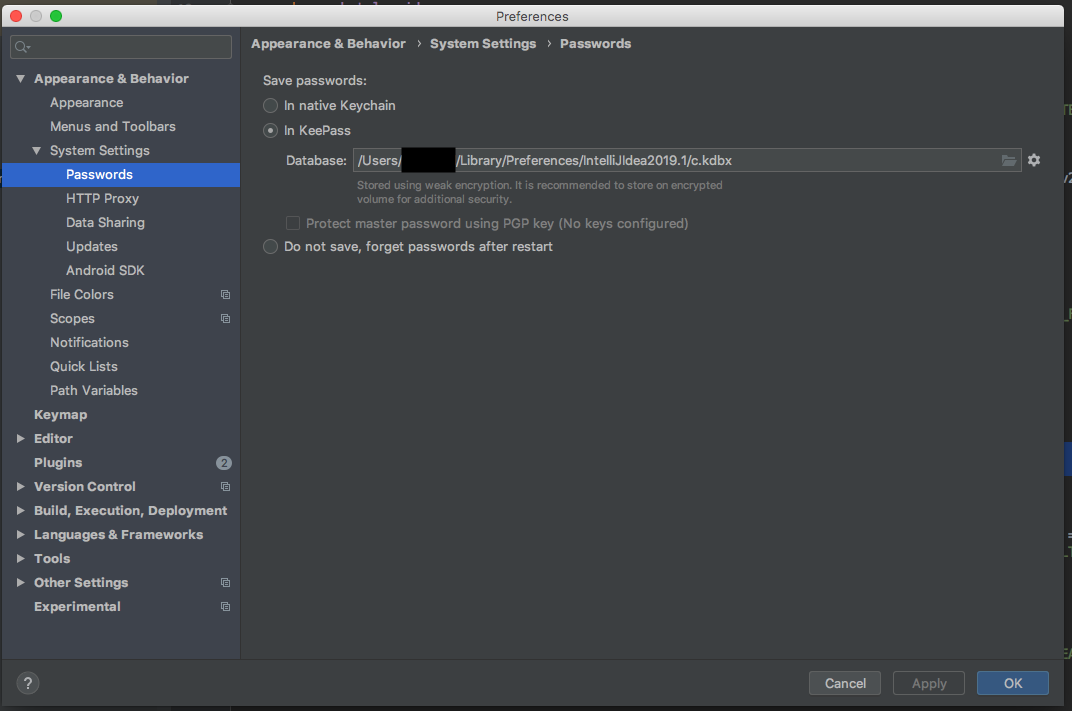 Preferences
Appearance & Behavior
Appearance
Menus and Toolbars
System Settings
Passwords
HTTP Proxy
Data Sharing
Updates
Android SDK
File Colors
Scopes
Notifications
Quick Lists
Path Variables
Keymap
Editor
Plugins 2
Version Control
Build, Execution, Deployment
Languages & Frameworks
Tools
Other Settings
Experimental
Appearance & Behavior › System Settings › Passwords
Save passwords:
In native Keychain
In KeePass
Database: /Users/ /Library/Preferences/IntelliJIdea2019.1/c.kdbx
Stored using weak encryption. It is recommended to store on encrypted
volume for additional security.
Protect master password using PGP key (No keys configured)
Do not save, forget passwords after restart
? Cancel Apply OK